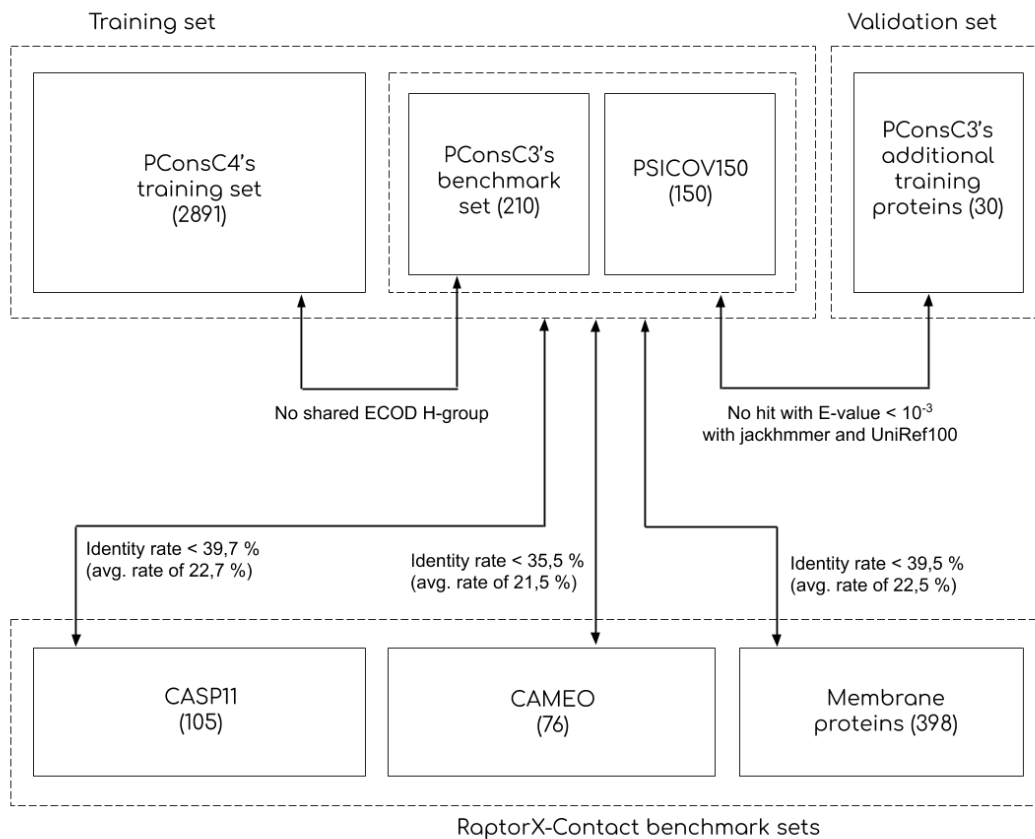 Training set
Validation set
PConsC4's
training set
(2891)
PConsC3's
benchmark
set (210)
PSICOV150
(150)
PConsC3's
additional
training
proteins (30)
No shared ECOD H-group
No hit with E-value < 10⁻³
with jackhmmer and UniRef100
Identity rate < 39,7 %
(avg. rate of 22,7 %)
Identity rate < 35,5 %
(avg. rate of 21,5 %)
Identity rate < 39,5 %
(avg. rate of 22,5 %)
CASP11
(105)
CAMEO
(76)
Membrane
proteins (398)
RaptorX-Contact benchmark sets